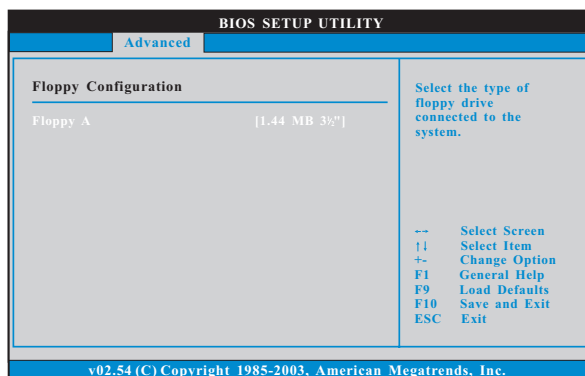 BIOS SETUP UTILITY
Advanced
Floppy Configuration
Floppy A [1.44 MB 3½"]
Select the type of
floppy drive
connected to the
system.
←→ Select Screen
↑↓ Select Item
+- Change Option
F1 General Help
F9 Load Defaults
F10 Save and Exit
ESC Exit
v02.54 (C) Copyright 1985-2003, American Megatrends, Inc.